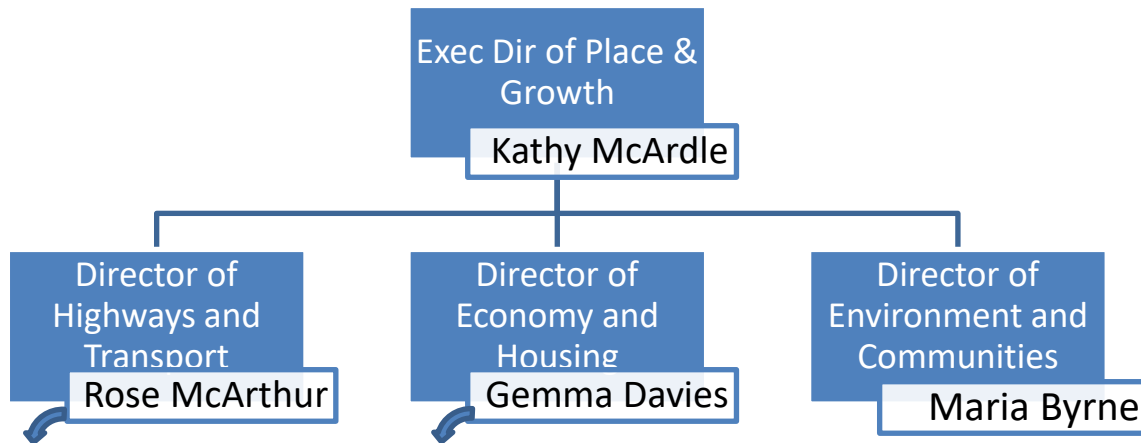 Exec Dir of Place &
Growth
Kathy McArdle
Director of
Highways and
Transport
Rose McArthur
Director of
Economy and
Housing
Gemma Davies
Director of
Environment and
Communities
Maria Byrne